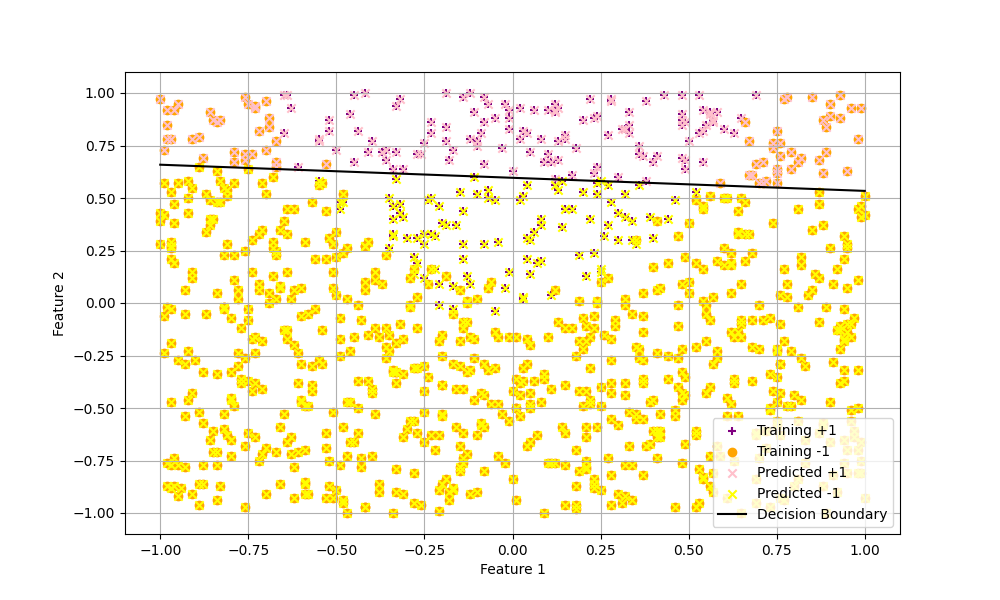 1.00
0.75
0.50
0.25
0.00
−0.25
−0.50
−0.75
−1.00
Feature 2
Training +1
Training -1
Predicted +1
Predicted -1
Decision Boundary
−1.00 −0.75 −0.50 −0.25 0.00 0.25 0.50 0.75 1.00
Feature 1